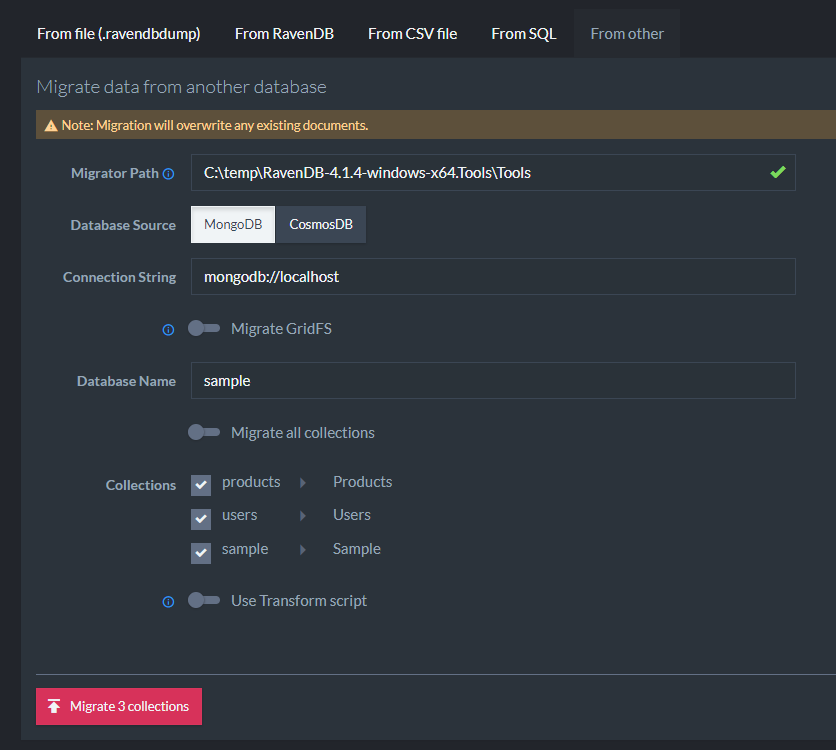 From file (.ravendbdump) From RavenDB From CSV file From SQL From other
Migrate data from another database
Note: Migration will overwrite any existing documents.
Migrator Path C:\temp\RavenDB-4.1.4-windows-x64.Tools\Tools
Database Source MongoDB CosmosDB
Connection String mongodb://localhost
Migrate GridFS
Database Name sample
Migrate all collections
Collections products Products
users Users
sample Sample
Use Transform script
Migrate 3 collections